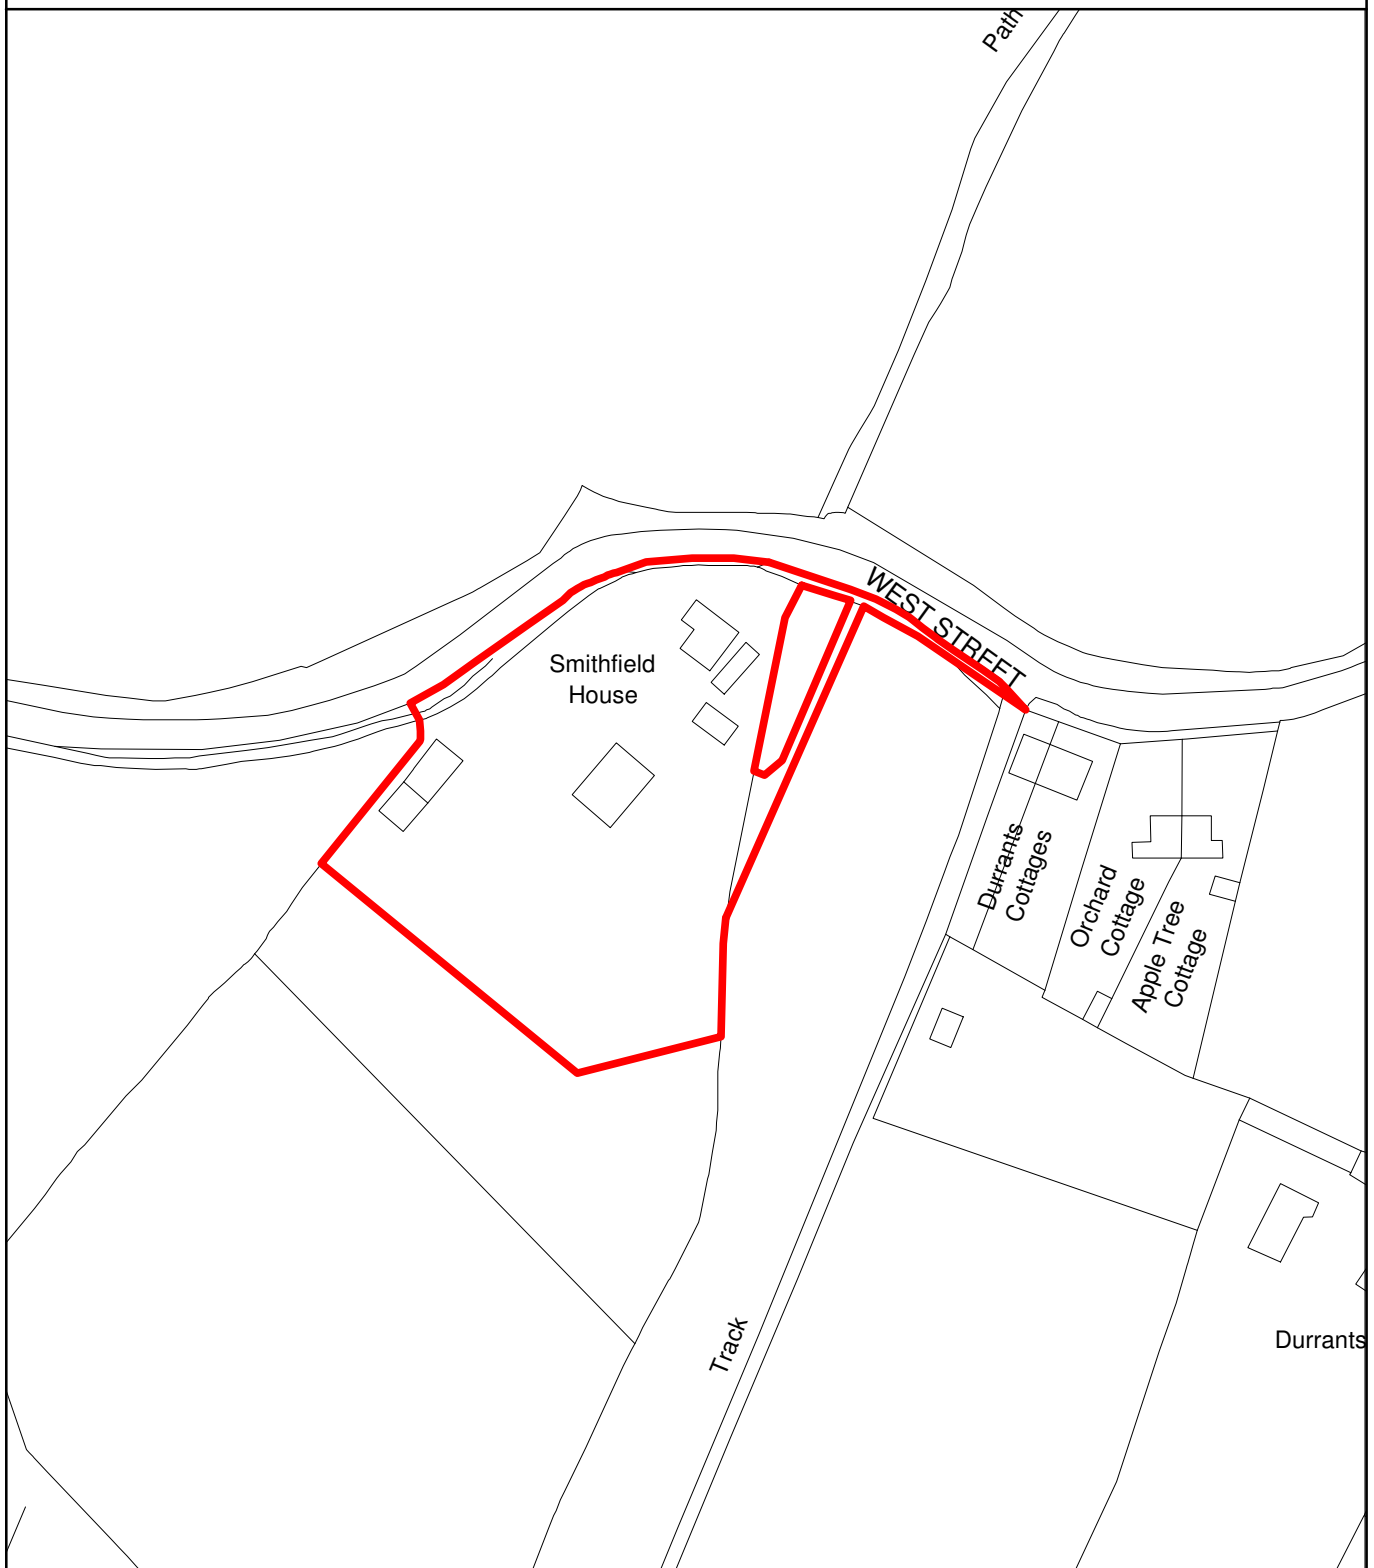 Path
WEST STREET
Smithfield
House
Durrants
Cottages
Orchard
Cottage
Apple Tree
Cottage
Track
Durrants